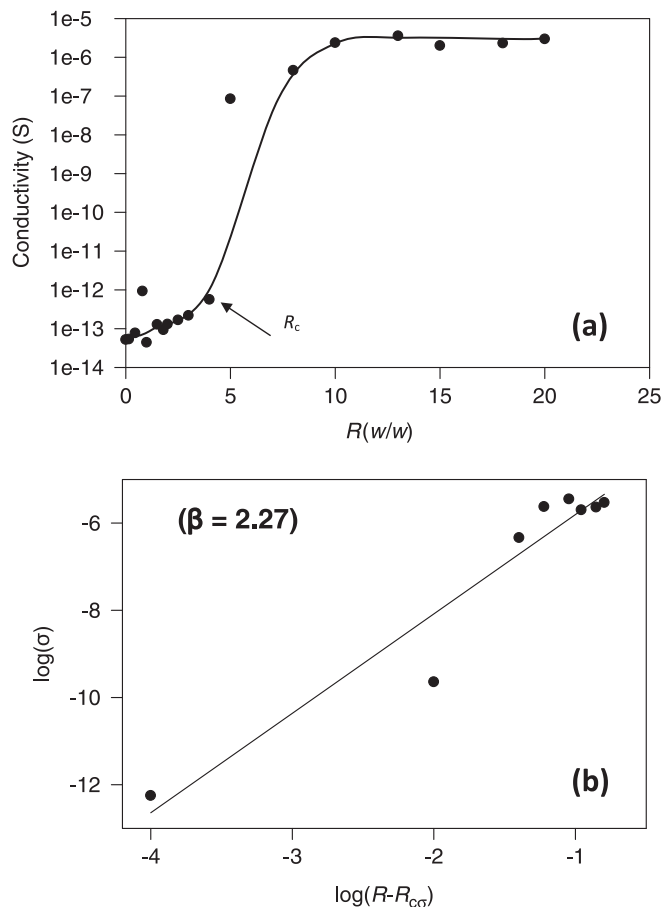 1e-5
1e-6
1e-7
1e-8
1e-9
1e-10
1e-11
1e-12
1e-13
1e-14
Conductivity (S)
R_c
(a)
0 5 10 15 20 25
R(w/w)
(β = 2.27)
-6
-8
-10
-12
log(σ)
(b)
-4 -3 -2 -1
log(R-R_cσ)